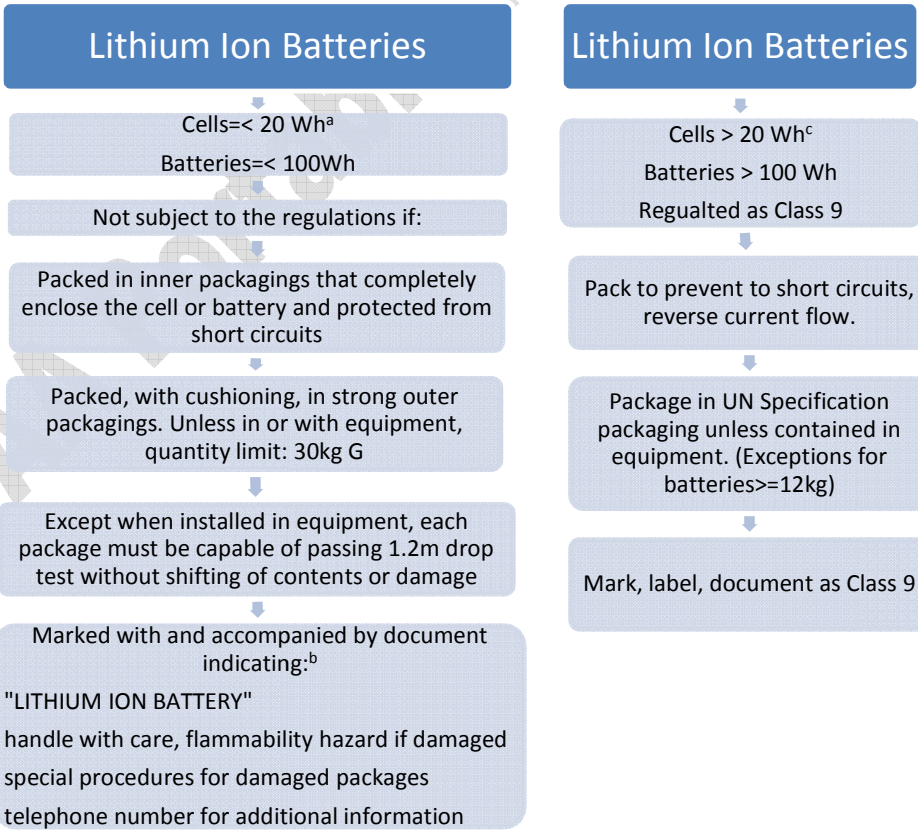 Lithium Ion Batteries
Cells=< 20 Whᵃ
Batteries=< 100Wh
Not subject to the regulations if:
Packed in inner packagings that completely
enclose the cell or battery and protected from
short circuits
Packed, with cushioning, in strong outer
packagings. Unless in or with equipment,
quantity limit: 30kg G
Except when installed in equipment, each
package must be capable of passing 1.2m drop
test without shifting of contents or damage
Marked with and accompanied by document
indicating:ᵇ
"LITHIUM ION BATTERY"
handle with care, flammability hazard if damaged
special procedures for damaged packages
telephone number for additional information
Lithium Ion Batteries
Cells > 20 Whᶜ
Batteries > 100 Wh
Regualted as Class 9
Pack to prevent to short circuits,
reverse current flow.
Package in UN Specification
packaging unless contained in
equipment. (Exceptions for
batteries>=12kg)
Mark, label, document as Class 9